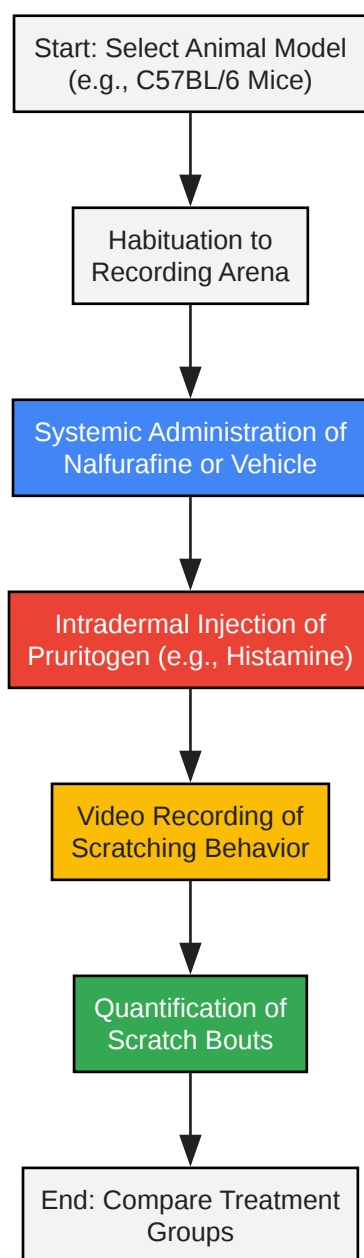 Start: Select Animal Model
(e.g., C57BL/6 Mice)
Habituation to
Recording Arena
Systemic Administration of
Nalfurafine or Vehicle
Intradermal Injection of
Pruritogen (e.g., Histamine)
Video Recording of
Scratching Behavior
Quantification of
Scratch Bouts
End: Compare Treatment
Groups